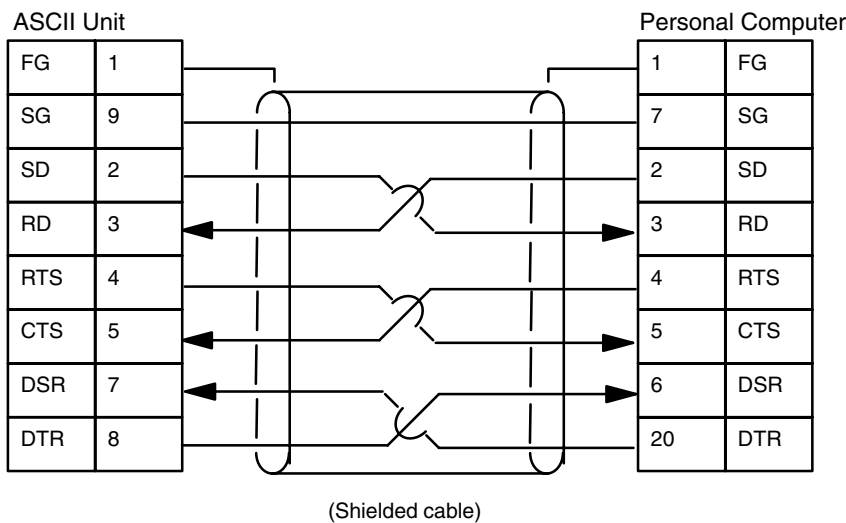 ASCII Unit Personal Computer
FG 1 1 FG
SG 9 7 SG
SD 2 2 SD
RD 3 3 RD
RTS 4 4 RTS
CTS 5 5 CTS
DSR 7 6 DSR
DTR 8 20 DTR
(Shielded cable)